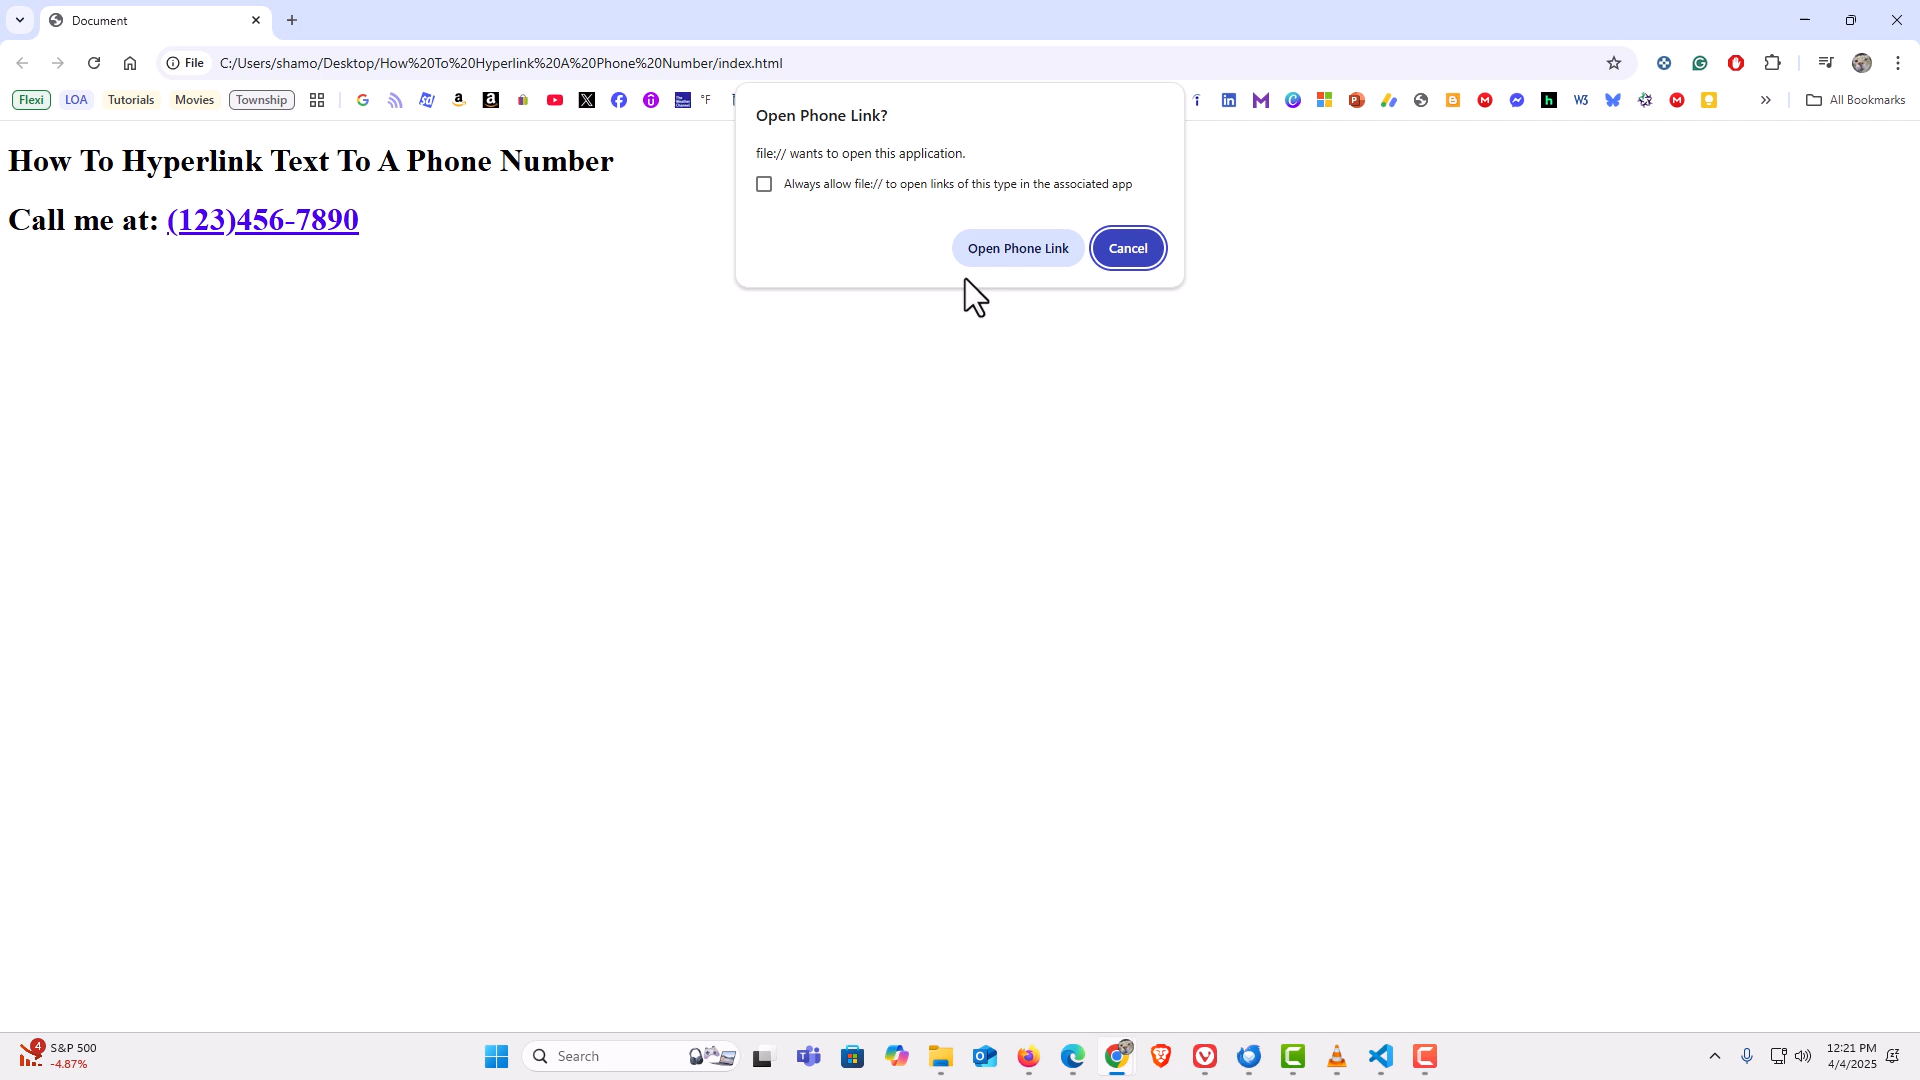 Document
File C:/Users/shamo/Desktop/How%20To%20Hyperlink%20A%20Phone%20Number/index.html
Flexi LOA Tutorials Movies Township °F W3 All Bookmarks
Open Phone Link?
file:// wants to open this application.
Always allow file:// to open links of this type in the associated app
Open Phone Link Cancel
How To Hyperlink Text To A Phone Number
Call me at: (123)456-7890
4 S&P 500
-4.87%
Search
12:21 PM
4/4/2025